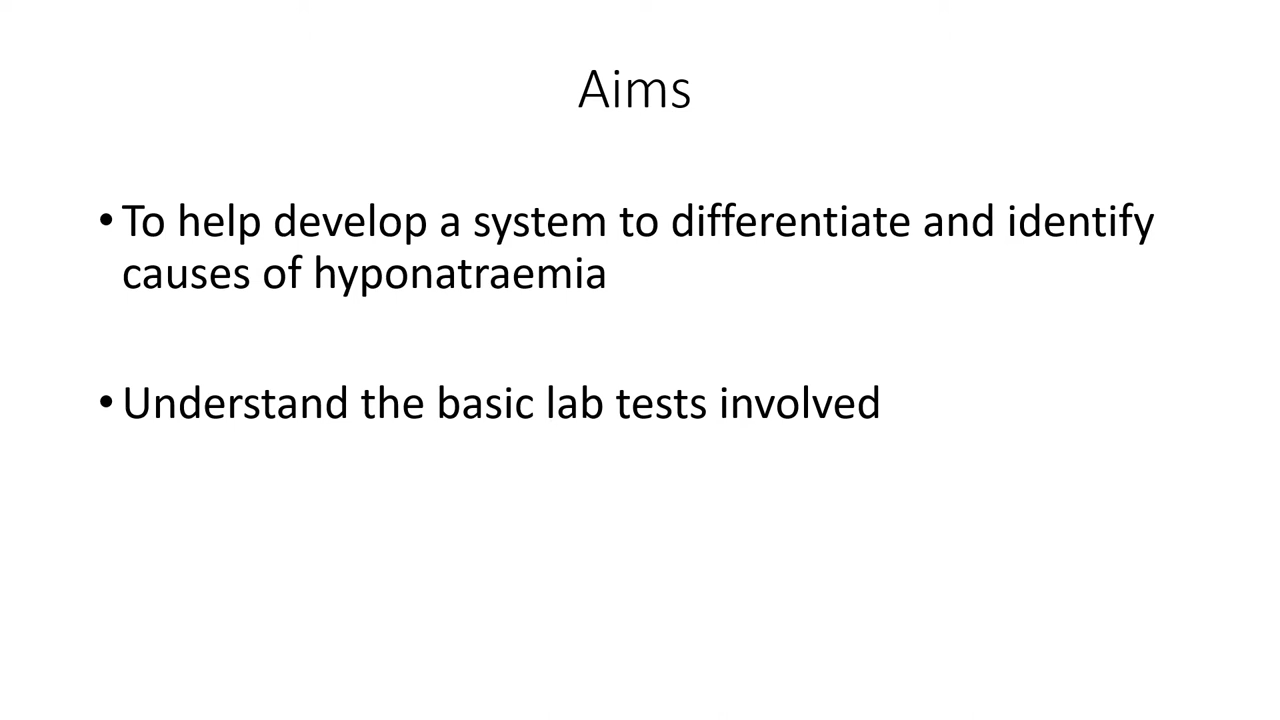 Aims
•To help develop a system to differentiate and identify
causes of hyponatraemia
•Understand the basic lab tests involved